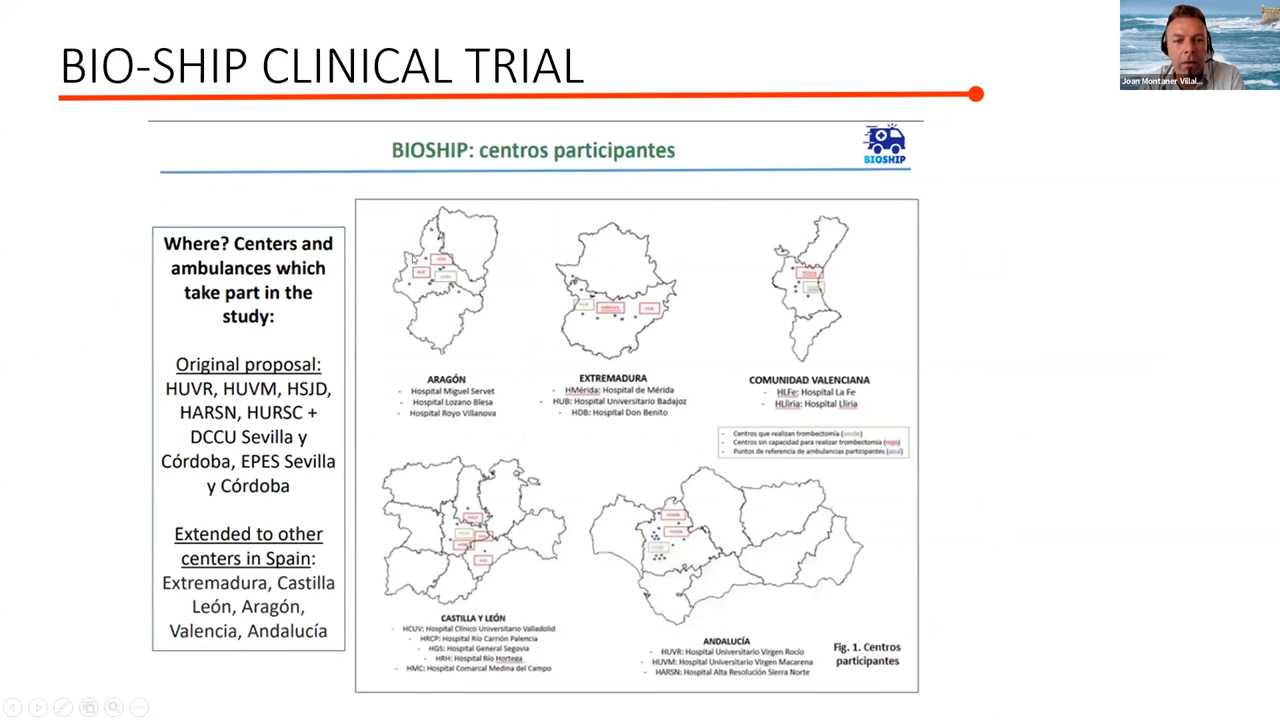 BIO-SHIP CLINICAL TRIAL
Joan Montaner Villal...
BIOSHIP: centros participantes
BIOSHIP
Where? Centers and
ambulances which
take part in the
study:
Original proposal:
HUVR, HUVM, HSJD,
HARSN, HURSC +
DCCU Sevilla y
Córdoba, EPES Sevilla
y Córdoba
Extended to other
centers in Spain:
Extremadura, Castilla
León, Aragón,
Valencia, Andalucía
ARAGÓN
- Hospital Miguel Servet
- Hospital Lozano Blesa
- Hospital Royo Villanova
EXTREMADURA
- HMérida: Hospital de Mérida
- HUB: Hospital Universitario Badajoz
- HDB: Hospital Don Benito
COMUNIDAD VALENCIANA
- HLFe: Hospital La Fe
- HLliria: Hospital Lliria
- Centros que realizan trombectomía (verde)
- Centros sin capacidad para realizar trombectomía (rojo)
- Puntos de referencia de ambulancias participantes (azul)
CASTILLA Y LEÓN
- HCUV: Hospital Clínico Universitario Valladolid
- HRCP: Hospital Río Carrión Palencia
- HGS: Hospital General Segovia
- HRH: Hospital Río Hortega
- HMC: Hospital Comarcal Medina del Campo
ANDALUCÍA
- HUVR: Hospital Universitario Virgen Rocío
- HUVM: Hospital Universitario Virgen Macarena
- HARSN: Hospital Alta Resolución Sierra Norte
Fig. 1. Centros
participantes